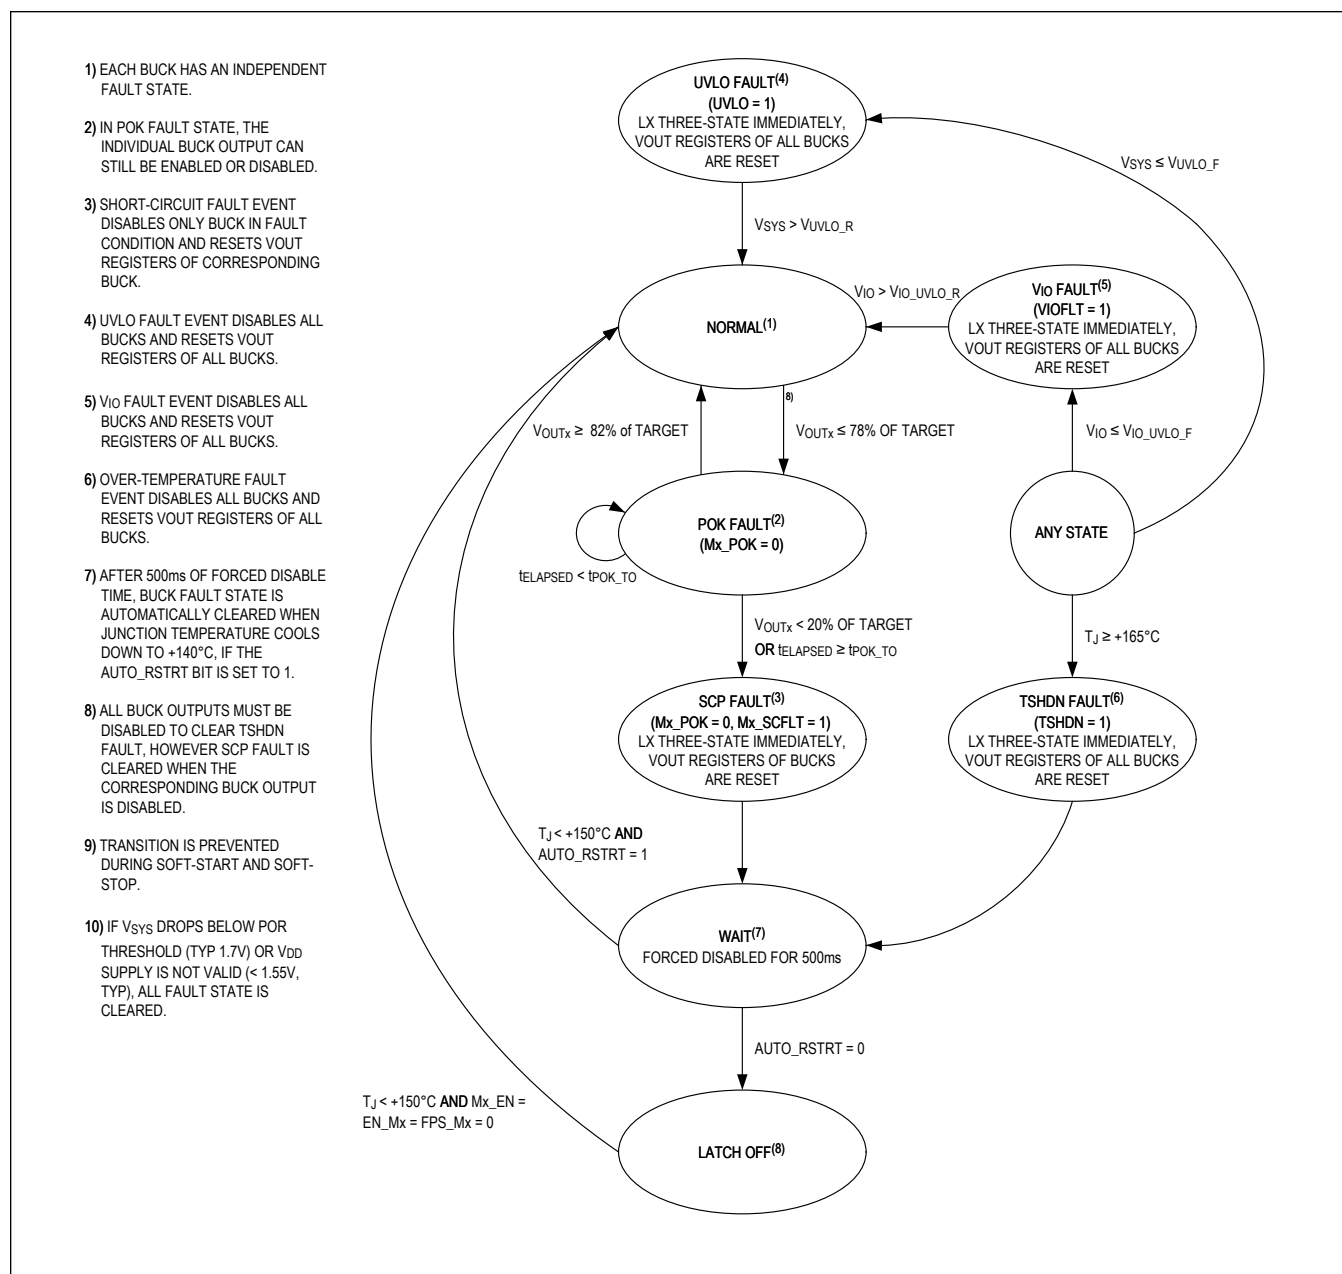 1) EACH BUCK HAS AN INDEPENDENT
FAULT STATE.
2) IN POK FAULT STATE, THE
INDIVIDUAL BUCK OUTPUT CAN
STILL BE ENABLED OR DISABLED.
3) SHORT-CIRCUIT FAULT EVENT
DISABLES ONLY BUCK IN FAULT
CONDITION AND RESETS VOUT
REGISTERS OF CORRESPONDING
BUCK.
4) UVLO FAULT EVENT DISABLES ALL
BUCKS AND RESETS VOUT
REGISTERS OF ALL BUCKS.
5) VIO FAULT EVENT DISABLES ALL
BUCKS AND RESETS VOUT
REGISTERS OF ALL BUCKS.
6) OVER-TEMPERATURE FAULT
EVENT DISABLES ALL BUCKS AND
RESETS VOUT REGISTERS OF ALL
BUCKS.
7) AFTER 500ms OF FORCED DISABLE
TIME, BUCK FAULT STATE IS
AUTOMATICALLY CLEARED WHEN
JUNCTION TEMPERATURE COOLS
DOWN TO +140°C, IF THE
AUTO_RSTRT BIT IS SET TO 1.
8) ALL BUCK OUTPUTS MUST BE
DISABLED TO CLEAR TSHDN
FAULT, HOWEVER SCP FAULT IS
CLEARED WHEN THE
CORRESPONDING BUCK OUTPUT
IS DISABLED.
9) TRANSITION IS PREVENTED
DURING SOFT-START AND SOFT-
STOP.
10) IF VSYS DROPS BELOW POR
THRESHOLD (TYP 1.7V) OR VDD
SUPPLY IS NOT VALID (< 1.55V,
TYP), ALL FAULT STATE IS
CLEARED.
UVLO FAULT(4)
(UVLO = 1)
LX THREE-STATE IMMEDIATELY,
VOUT REGISTERS OF ALL BUCKS
ARE RESET
VSYS ≤ VUVLO_F
VSYS > VUVLO_R
NORMAL(1)
VIO > VIO_UVLO_R
VIO FAULT(5)
(VIOFLT = 1)
LX THREE-STATE IMMEDIATELY,
VOUT REGISTERS OF ALL BUCKS
ARE RESET
8)
VOUTx ≥ 82% of TARGET
VOUTx ≤ 78% OF TARGET
VIO ≤ VIO_UVLO_F
POK FAULT(2)
(Mx_POK = 0)
ANY STATE
tELAPSED < tPOK_TO
VOUTx < 20% OF TARGET
OR tELAPSED ≥ tPOK_TO
TJ ≥ +165°C
SCP FAULT(3)
(Mx_POK = 0, Mx_SCFLT = 1)
LX THREE-STATE IMMEDIATELY,
VOUT REGISTERS OF BUCKS
ARE RESET
TSHDN FAULT(6)
(TSHDN = 1)
LX THREE-STATE IMMEDIATELY,
VOUT REGISTERS OF ALL BUCKS
ARE RESET
TJ < +150°C AND
AUTO_RSTRT = 1
WAIT(7)
FORCED DISABLED FOR 500ms
AUTO_RSTRT = 0
TJ < +150°C AND Mx_EN =
EN_Mx = FPS_Mx = 0
LATCH OFF(8)